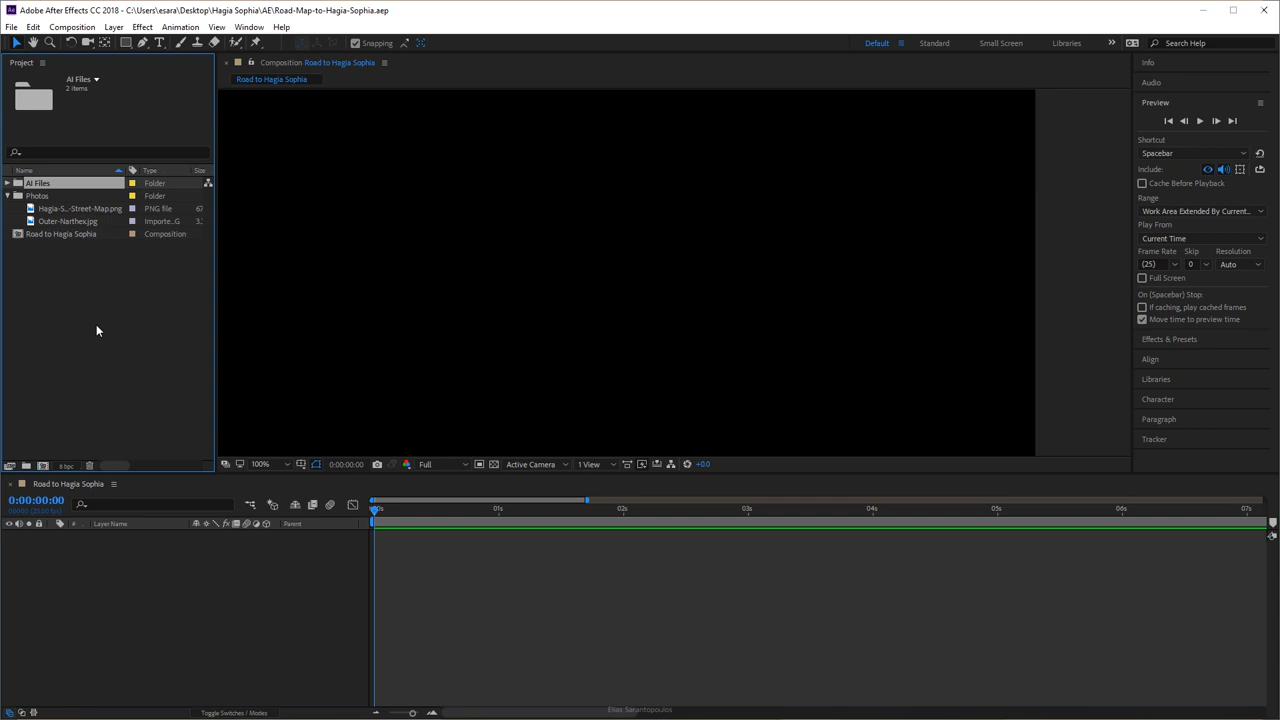 Adobe After Effects CC 2018 - C:\Users\esara\Desktop\Hagia Sophia\AE\Road-Map-to-Hagia-Sophia.aep
File Edit Composition Layer Effect Animation View Window Help
Snapping Default Standard Small Screen Libraries Search Help
Project
Composition Road to Hagia Sophia
Info
AI Files
2 items
Road to Hagia Sophia
Audio
Preview
Shortcut
Spacebar
Include:
Cache Before Playback
Range
Work Area Extended By Current...
Play From
Current Time
Frame Rate Skip Resolution
(25) 0 Auto
Full Screen
On (Spacebar) Stop:
If caching, play cached frames
Move time to preview time
Effects & Presets
Align
Libraries
Character
Paragraph
Tracker
Name Type Size
AI Files Folder
Photos Folder
Hagia-S...-Street-Map.png PNG file 67
Outer-Narthex.jpg Importe...G 3.
Road to Hagia Sophia Composition
8 bpc
100% 0:00:00:00 Full Active Camera 1 View +0.0
Road to Hagia Sophia
0:00:00:00
00000 (25.00 fps)
# Layer Name Parent
01s 02s 03s 04s 05s 06s 07s
Toggle Switches / Modes
Elias Sarantopoulos